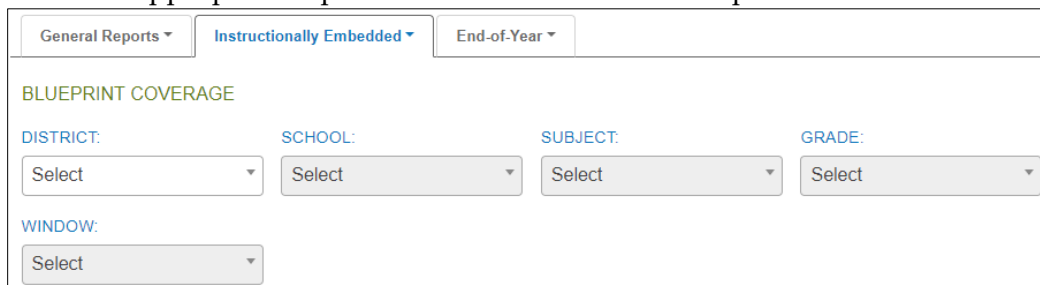 General Reports Instructionally Embedded End-of-Year
BLUEPRINT COVERAGE
DISTRICT: SCHOOL: SUBJECT: GRADE:
Select Select Select Select
WINDOW:
Select